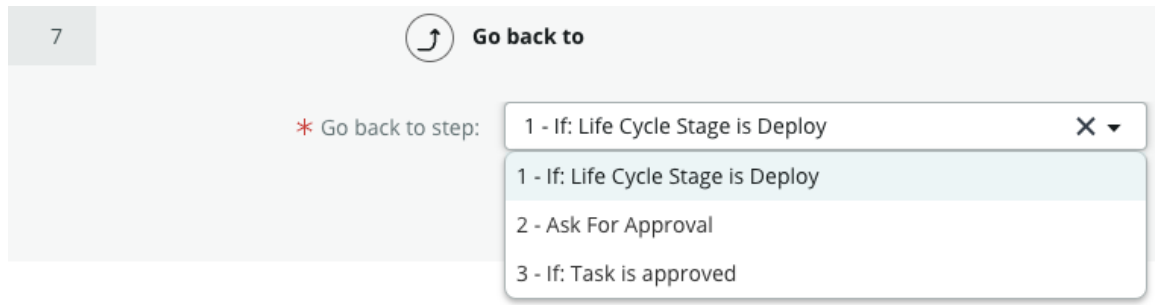 7
Go back to
* Go back to step:
1 - If: Life Cycle Stage is Deploy
1 - If: Life Cycle Stage is Deploy
2 - Ask For Approval
3 - If: Task is approved